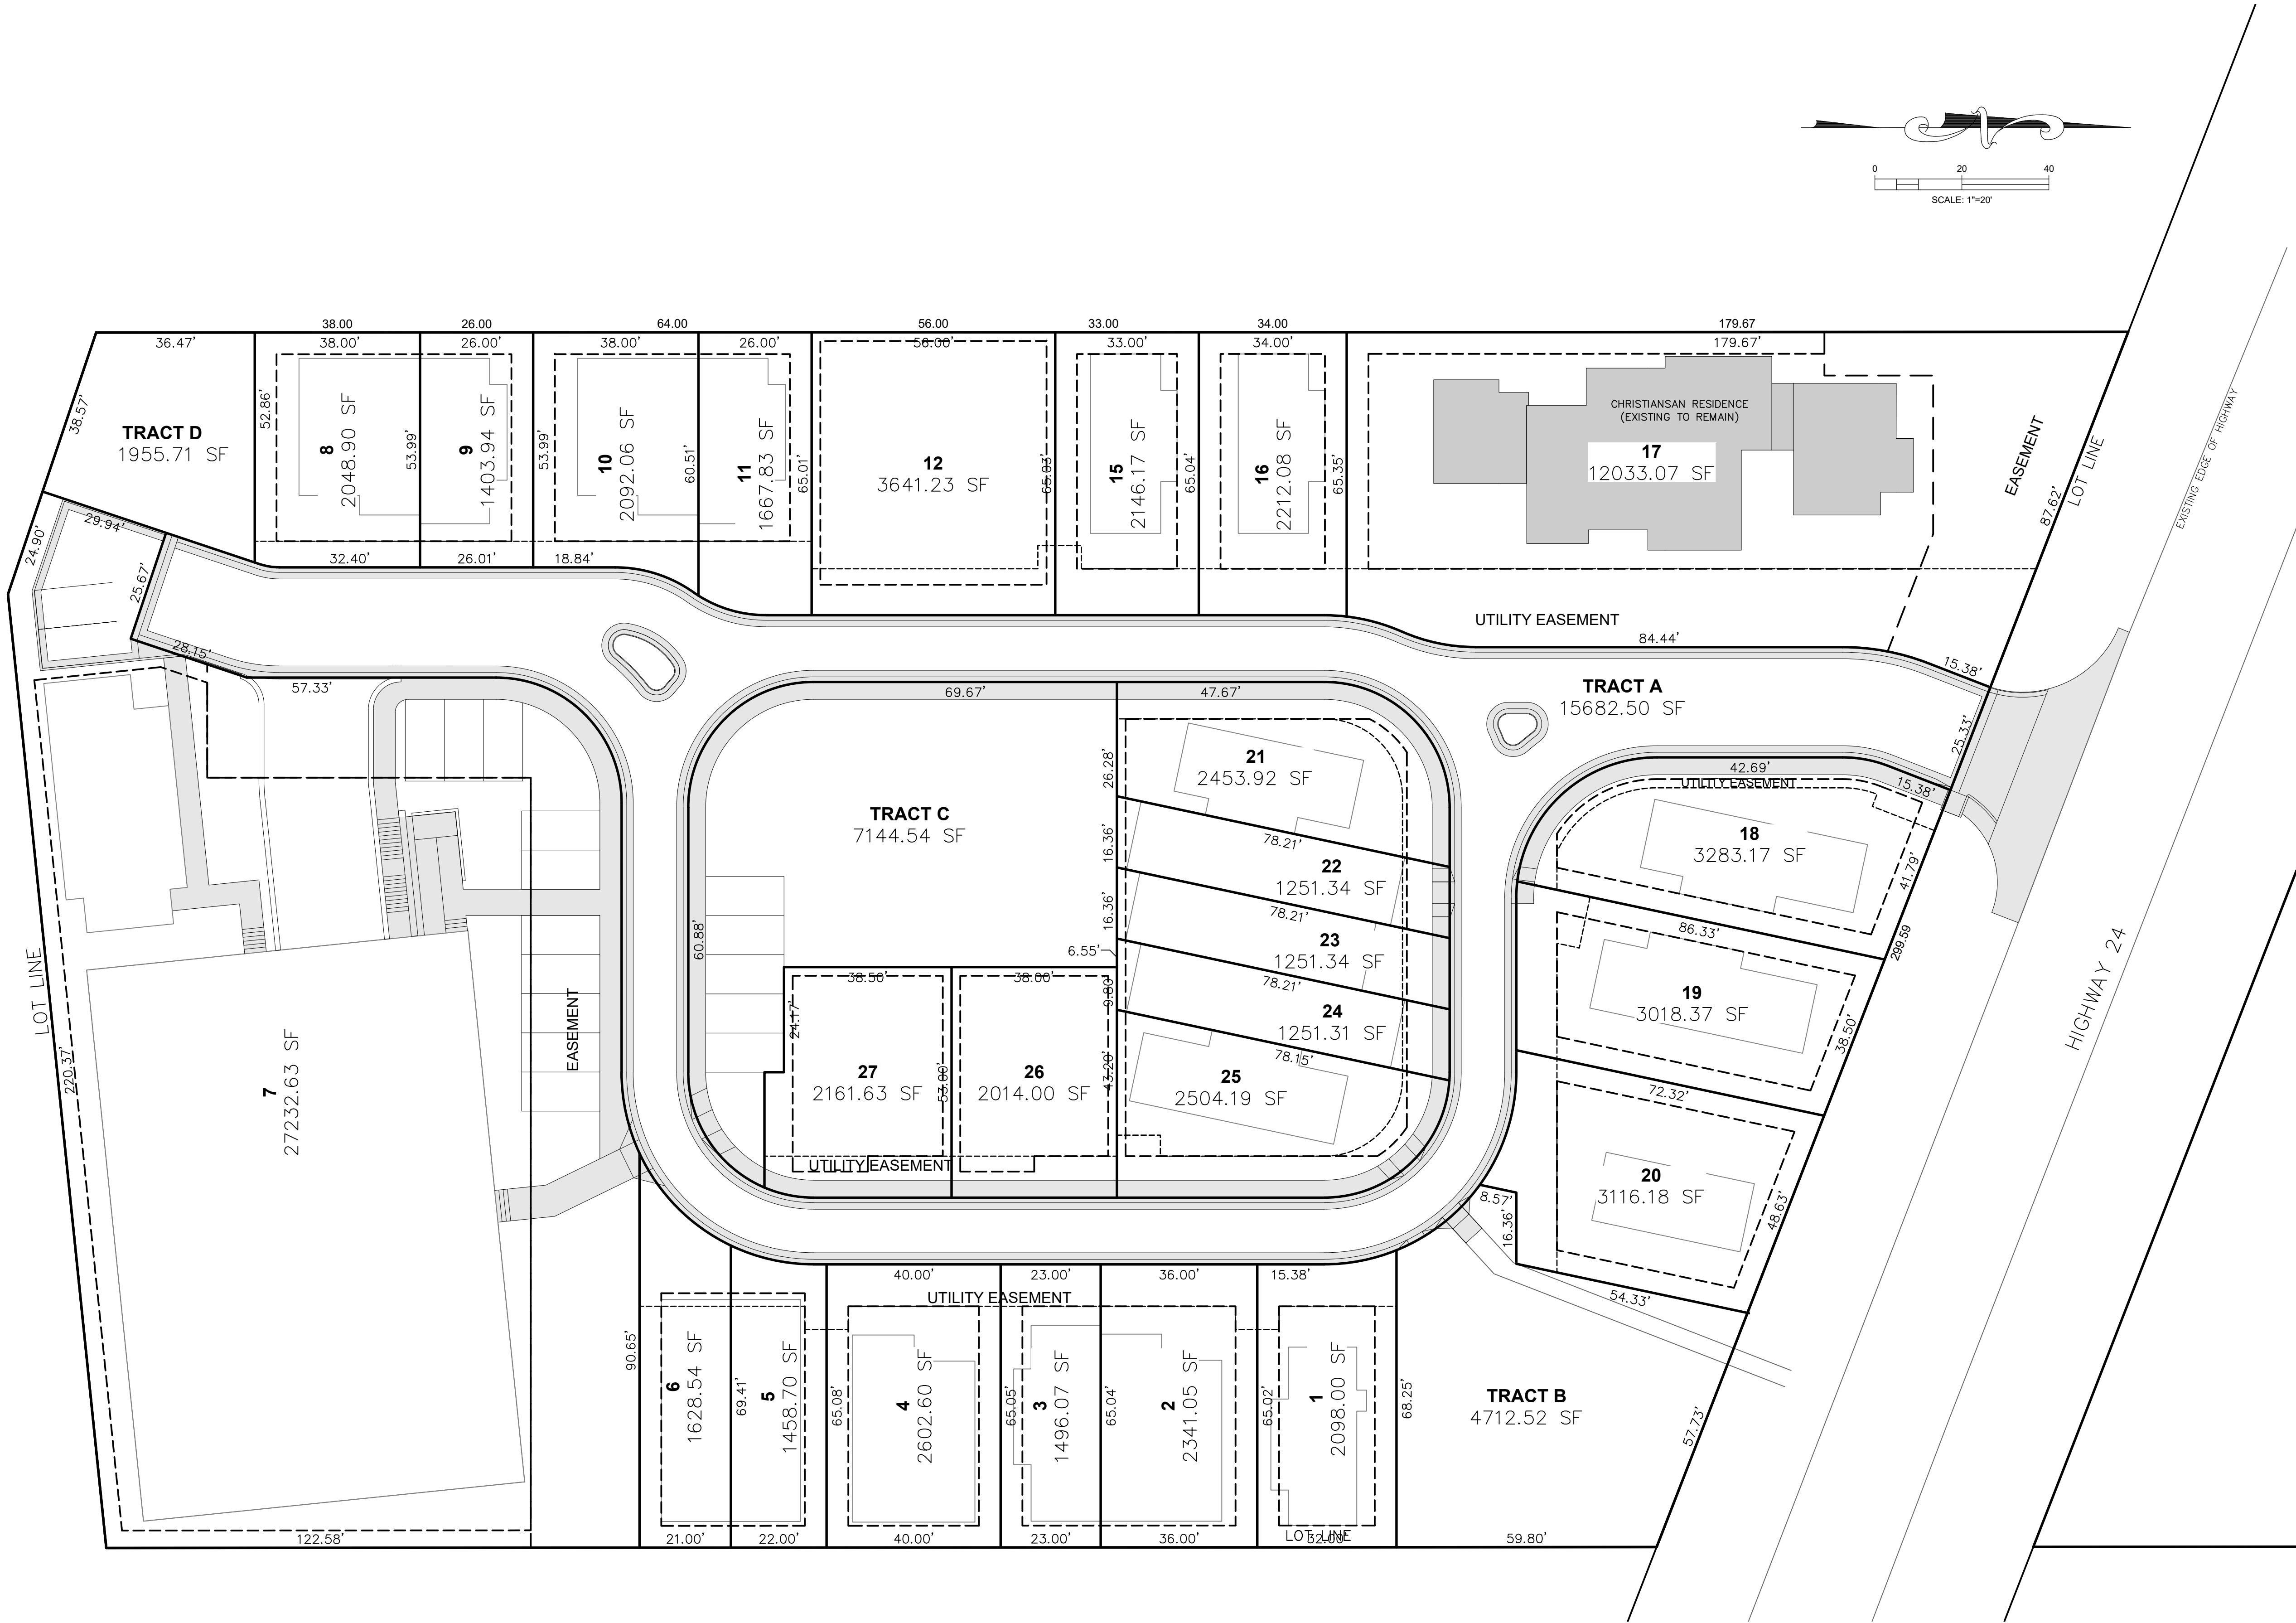 0 20 40
SCALE: 1"=20'
EXISTING EDGE OF HIGHWAY
EASEMENT
LOT LINE
87.62'
38.00
26.00
64.00
56.00
33.00
34.00
179.67
36.47'
38.00'
26.00'
38.00'
26.00'
56.00'
33.00'
34.00'
179.67'
38.57'
TRACT D
1955.71 SF
52.86'
8
2048.90 SF
53.99'
9
1403.94 SF
53.99'
10
2092.06 SF
60.51'
11
1667.83 SF
65.01'
12
3641.23 SF
65.03'
15
2146.17 SF
65.04'
16
2212.08 SF
65.35'
CHRISTIANSAN RESIDENCE
(EXISTING TO REMAIN)
17
12033.07 SF
24.90'
29.94'
25.67'
28.15'
32.40'
26.01'
18.84'
UTILITY EASEMENT
84.44'
15.38'
57.33'
69.67'
47.67'
TRACT A
15682.50 SF
25.33'
42.69'
UTILITY EASEMENT
15.38'
26.28'
21
2453.92 SF
TRACT C
7144.54 SF
16.36'
78.21'
22
1251.34 SF
16.36'
78.21'
23
1251.34 SF
6.55'
78.21'
9.80'
24
1251.31 SF
78.15'
43.20'
25
2504.19 SF
18
3283.17 SF
41.79'
86.33'
299.59
19
3018.37 SF
38.50'
72.32'
20
3116.18 SF
48.63'
8.57'
16.36'
54.33'
HIGHWAY 24
60.88'
38.50'
38.00'
24.17'
27
2161.63 SF
53.00'
26
2014.00 SF
UTILITY EASEMENT
LOT LINE
220.37'
7
27232.63 SF
EASEMENT
40.00'
23.00'
36.00'
15.38'
UTILITY EASEMENT
90.65'
6
1628.54 SF
69.41'
5
1458.70 SF
65.08'
4
2602.60 SF
65.05'
3
1496.07 SF
65.04'
2
2341.05 SF
65.02'
1
2098.00 SF
68.25'
TRACT B
4712.52 SF
57.73'
122.58'
21.00'
22.00'
40.00'
23.00'
36.00'
LOT LINE
32.00'
59.80'